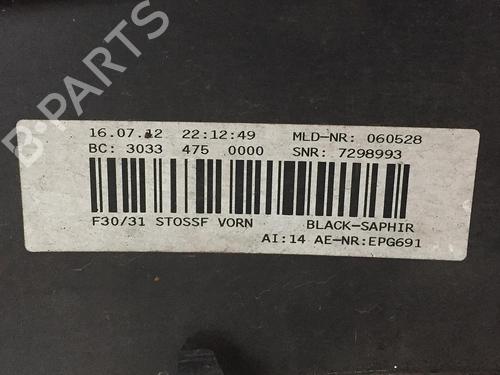 B-PARTS
16.07.12 22:12:49 MLD-NR: 060528
BC: 3033 475 0000 SNR: 7298993
F30/31 STOSSF VORN BLACK-SAPHIR
AI:14 AE-NR:EPG691